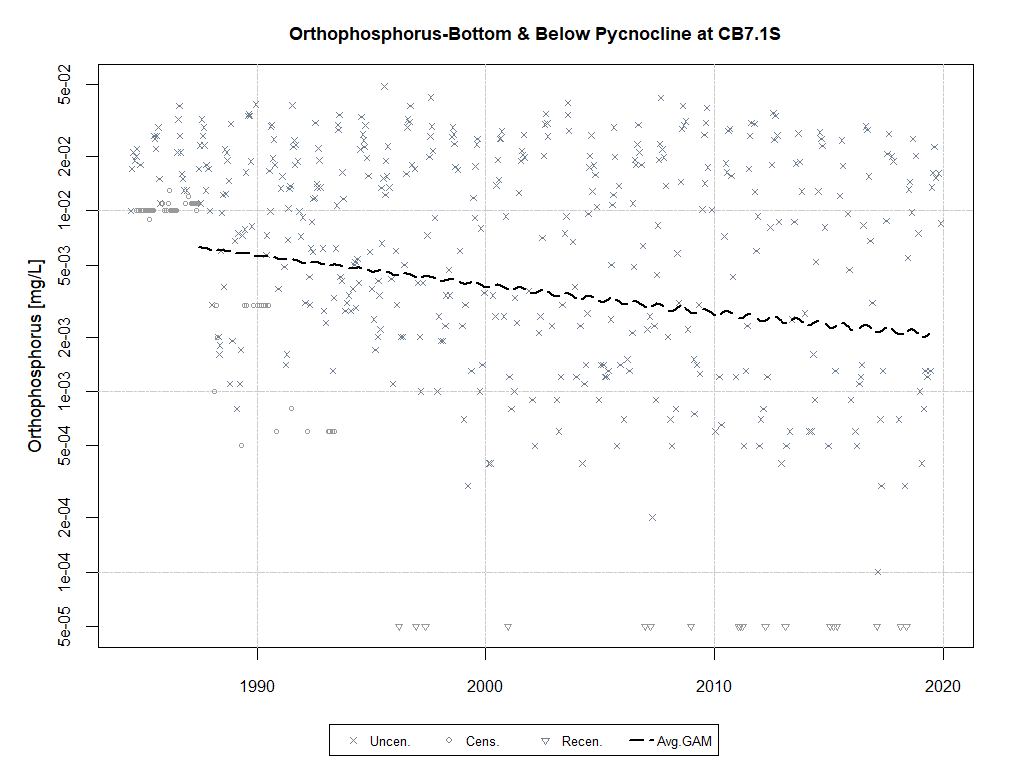 Orthophosphorus-Bottom & Below Pycnocline at CB7.1S
Orthophosphorus [mg/L]
5e-02
2e-02
1e-02
5e-03
2e-03
1e-03
5e-04
2e-04
1e-04
5e-05
1990 2000 2010 2020
Uncen. Cens. Recen. Avg.GAM